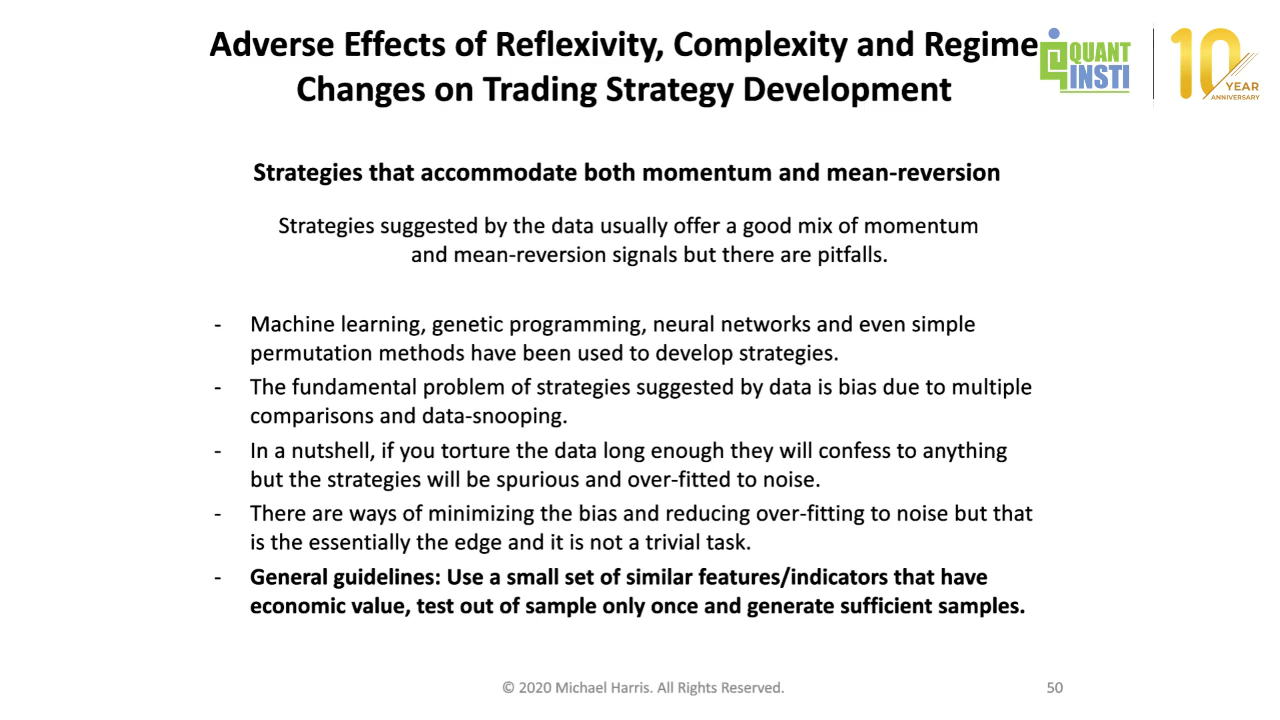 Adverse Effects of Reflexivity, Complexity and Regime
Changes on Trading Strategy Development
QUANT
INSTI
10
YEAR
ANNIVERSARY
Strategies that accommodate both momentum and mean-reversion
Strategies suggested by the data usually offer a good mix of momentum
and mean-reversion signals but there are pitfalls.
- Machine learning, genetic programming, neural networks and even simple
permutation methods have been used to develop strategies.
- The fundamental problem of strategies suggested by data is bias due to multiple
comparisons and data-snooping.
- In a nutshell, if you torture the data long enough they will confess to anything
but the strategies will be spurious and over-fitted to noise.
- There are ways of minimizing the bias and reducing over-fitting to noise but that
is the essentially the edge and it is not a trivial task.
- General guidelines: Use a small set of similar features/indicators that have
economic value, test out of sample only once and generate sufficient samples.
© 2020 Michael Harris. All Rights Reserved.
50